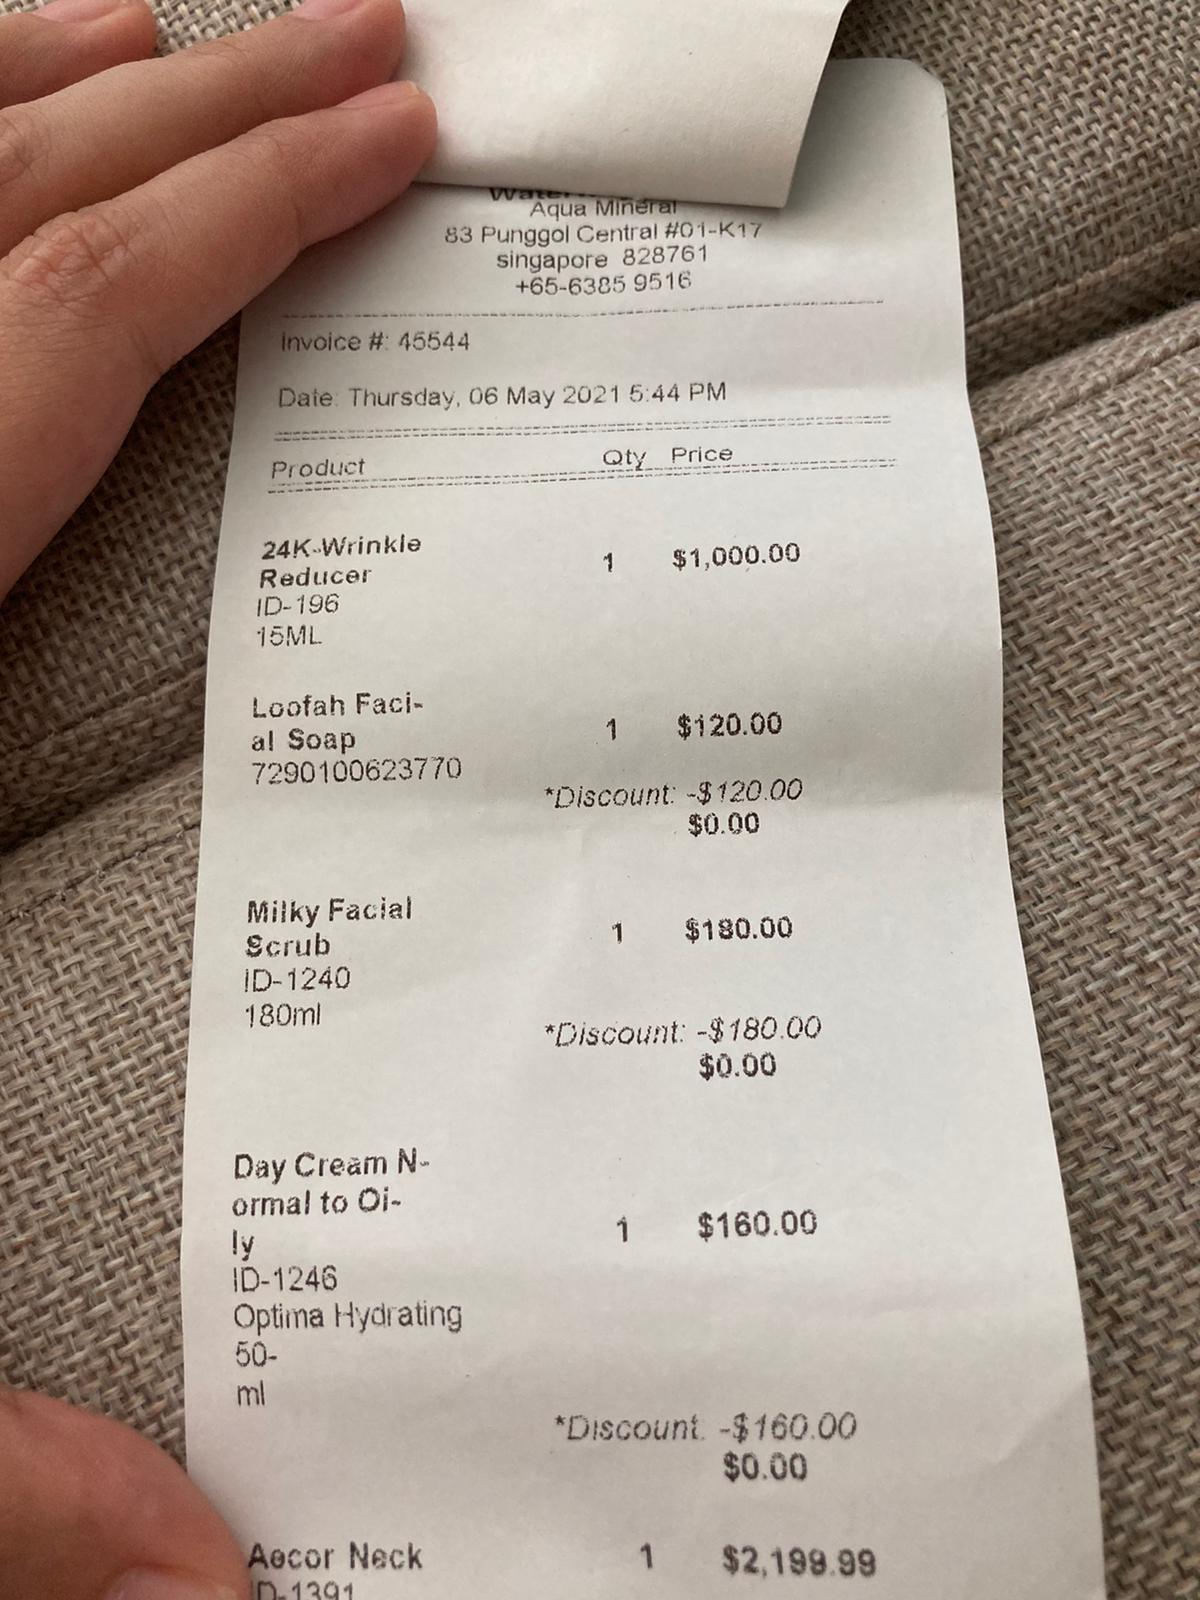 Aqua Mineral
83 Punggol Central #01-K17
singapore 828761
+65-6385 9516
Invoice #: 45544
Date: Thursday, 06 May 2021 5:44 PM
Product Qty Price
24K-Wrinkle
Reducer 1 $1,000.00
ID-196
15ML
Loofah Faci-
al Soap 1 $120.00
7290100623770
*Discount: -$120.00
$0.00
Milky Facial
Scrub 1 $180.00
ID-1240
180ml
*Discount: -$180.00
$0.00
Day Cream N-
ormal to Oi-
ly 1 $160.00
ID-1246
Optima Hydrating
50-
ml
*Discount: -$160.00
$0.00
Aecor Neck 1 $2,199.99
ID-1391